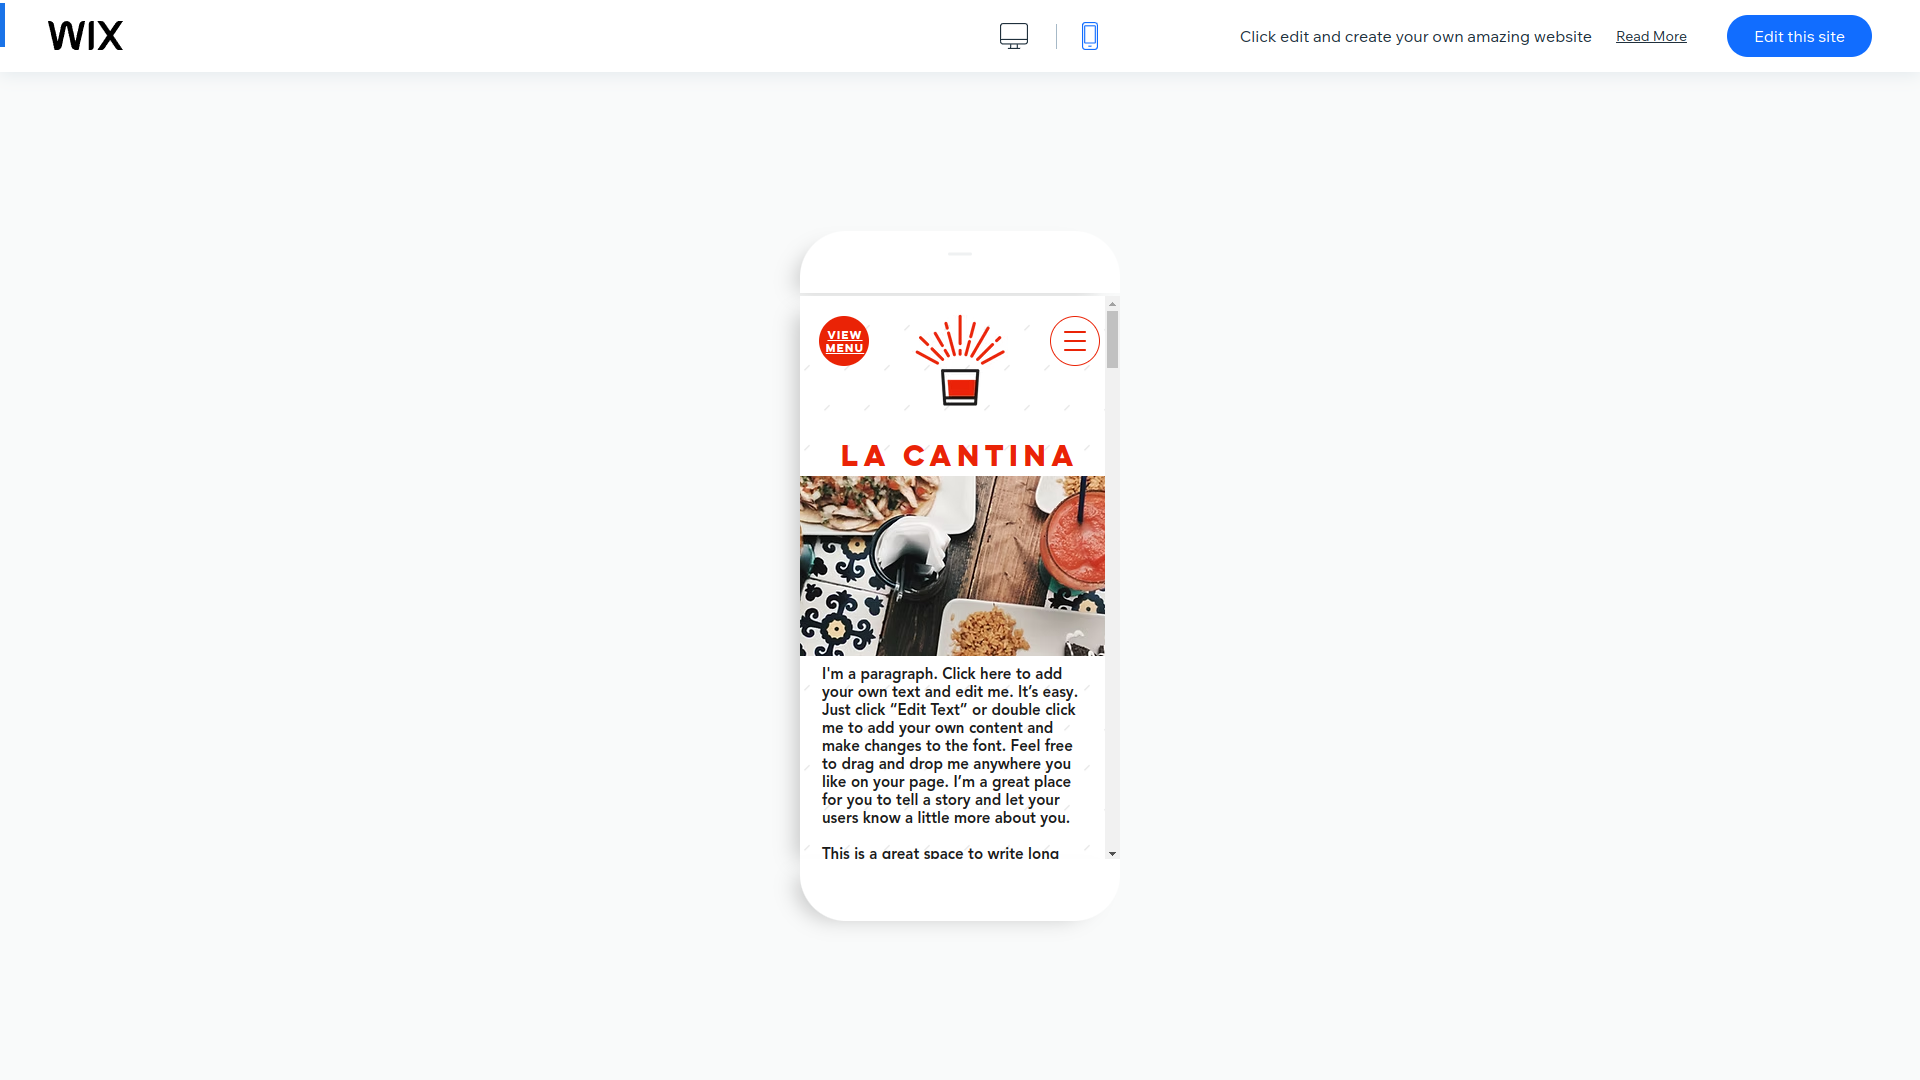 WIX
Click edit and create your own amazing website
Read More
Edit this site
VIEW
MENU
LA CANTINA
I'm a paragraph. Click here to add
your own text and edit me. It’s easy.
Just click “Edit Text” or double click
me to add your own content and
make changes to the font. Feel free
to drag and drop me anywhere you
like on your page. I’m a great place
for you to tell a story and let your
users know a little more about you.
This is a great space to write long